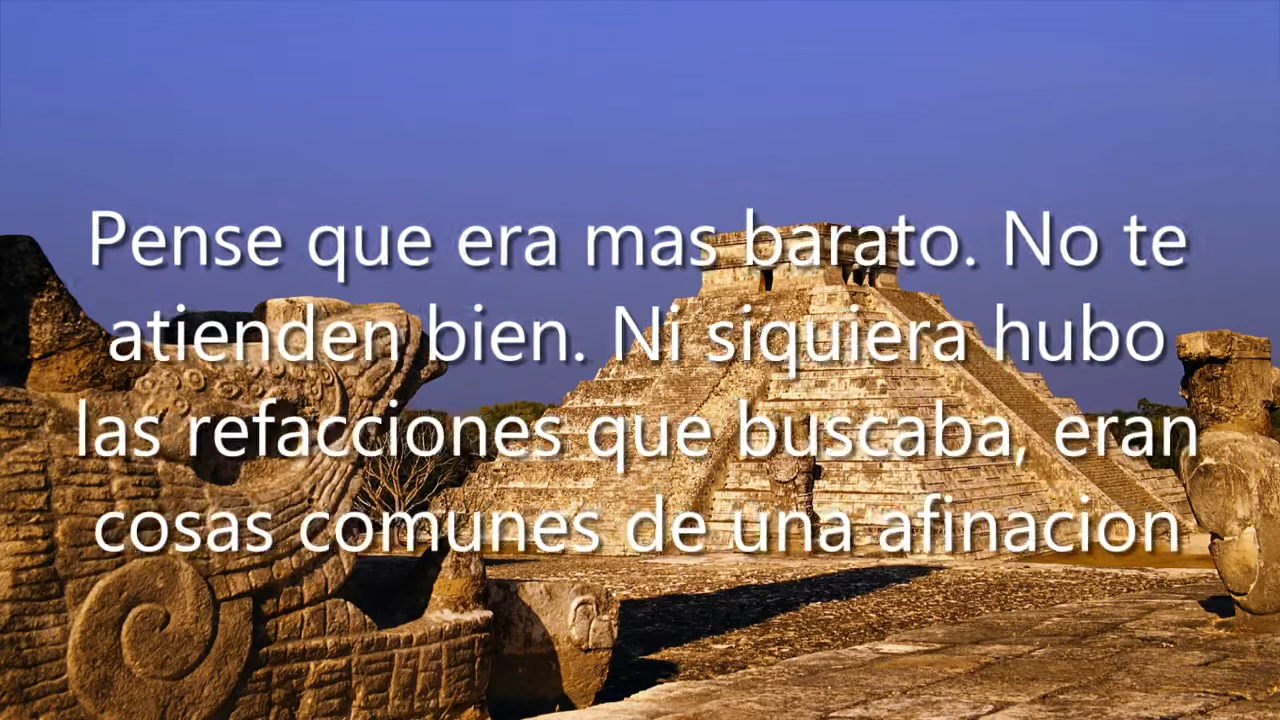 Pense que era mas barato. No te
atienden bien. Ni siquiera hubo
las refacciones que buscaba, eran
cosas comunes de una afinacion